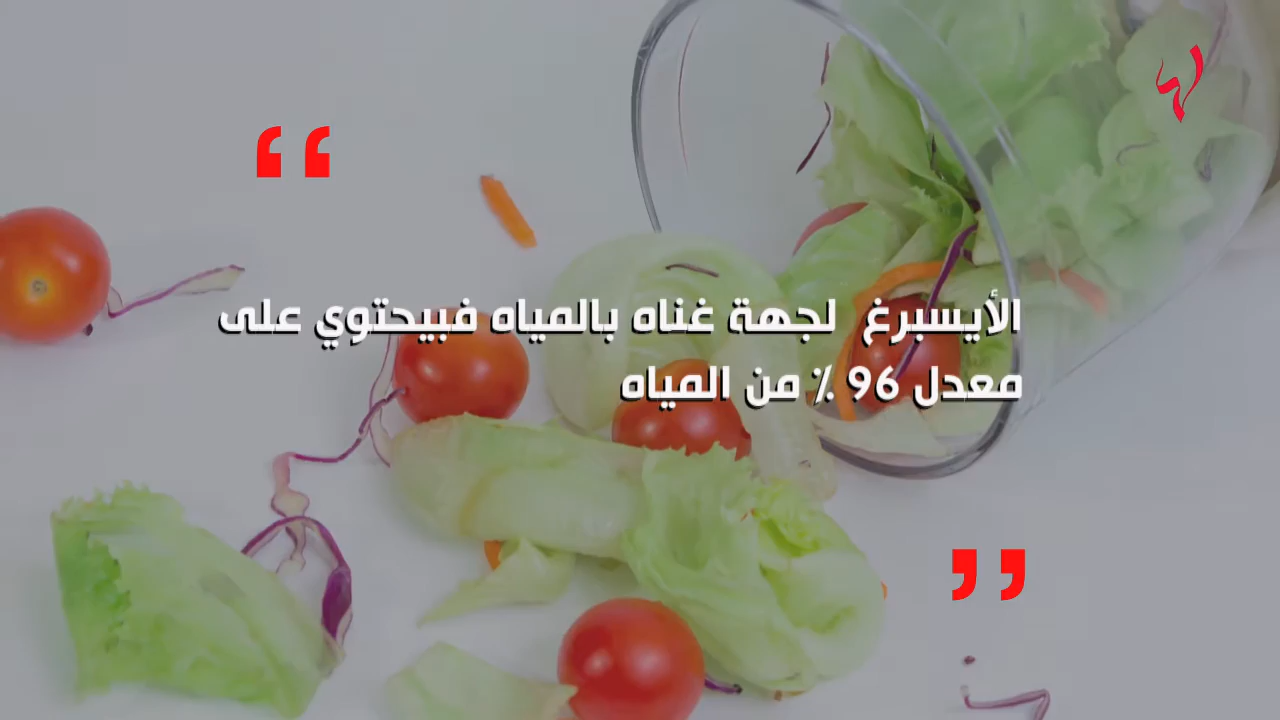 الأيسبرغ لجهة غناه بالمياه فبيحتوي على
معدل 96 ٪ من المياه